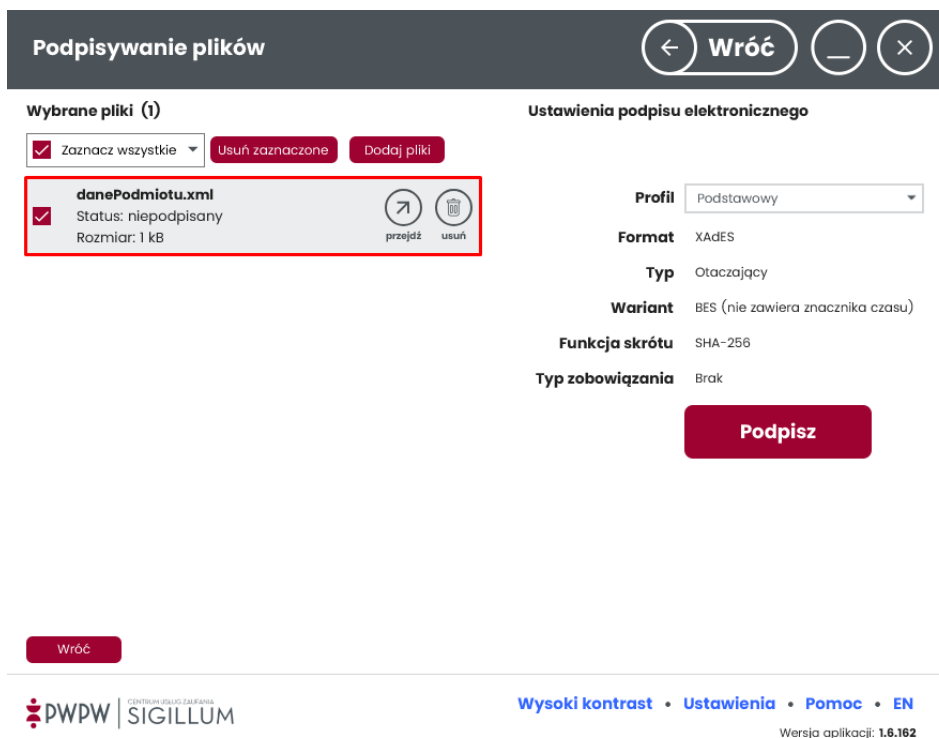 Podpisywanie plików
Wróć
Wybrane pliki (1)
Zaznacz wszystkie
Usuń zaznaczone
Dodaj pliki
danePodmiotu.xml
Status: niepodpisany
Rozmiar: 1 kB
przejdź
usuń
Ustawienia podpisu elektronicznego
Profil Podstawowy
Format XAdES
Typ Otaczający
Wariant BES (nie zawiera znacznika czasu)
Funkcja skrótu SHA-256
Typ zobowiązania Brak
Podpisz
Wróć
PWPW
CENTRUM USŁUG ZAUFANIA
SIGILLUM
Wysoki kontrast • Ustawienia • Pomoc • EN
Wersja aplikacji: 1.6.162